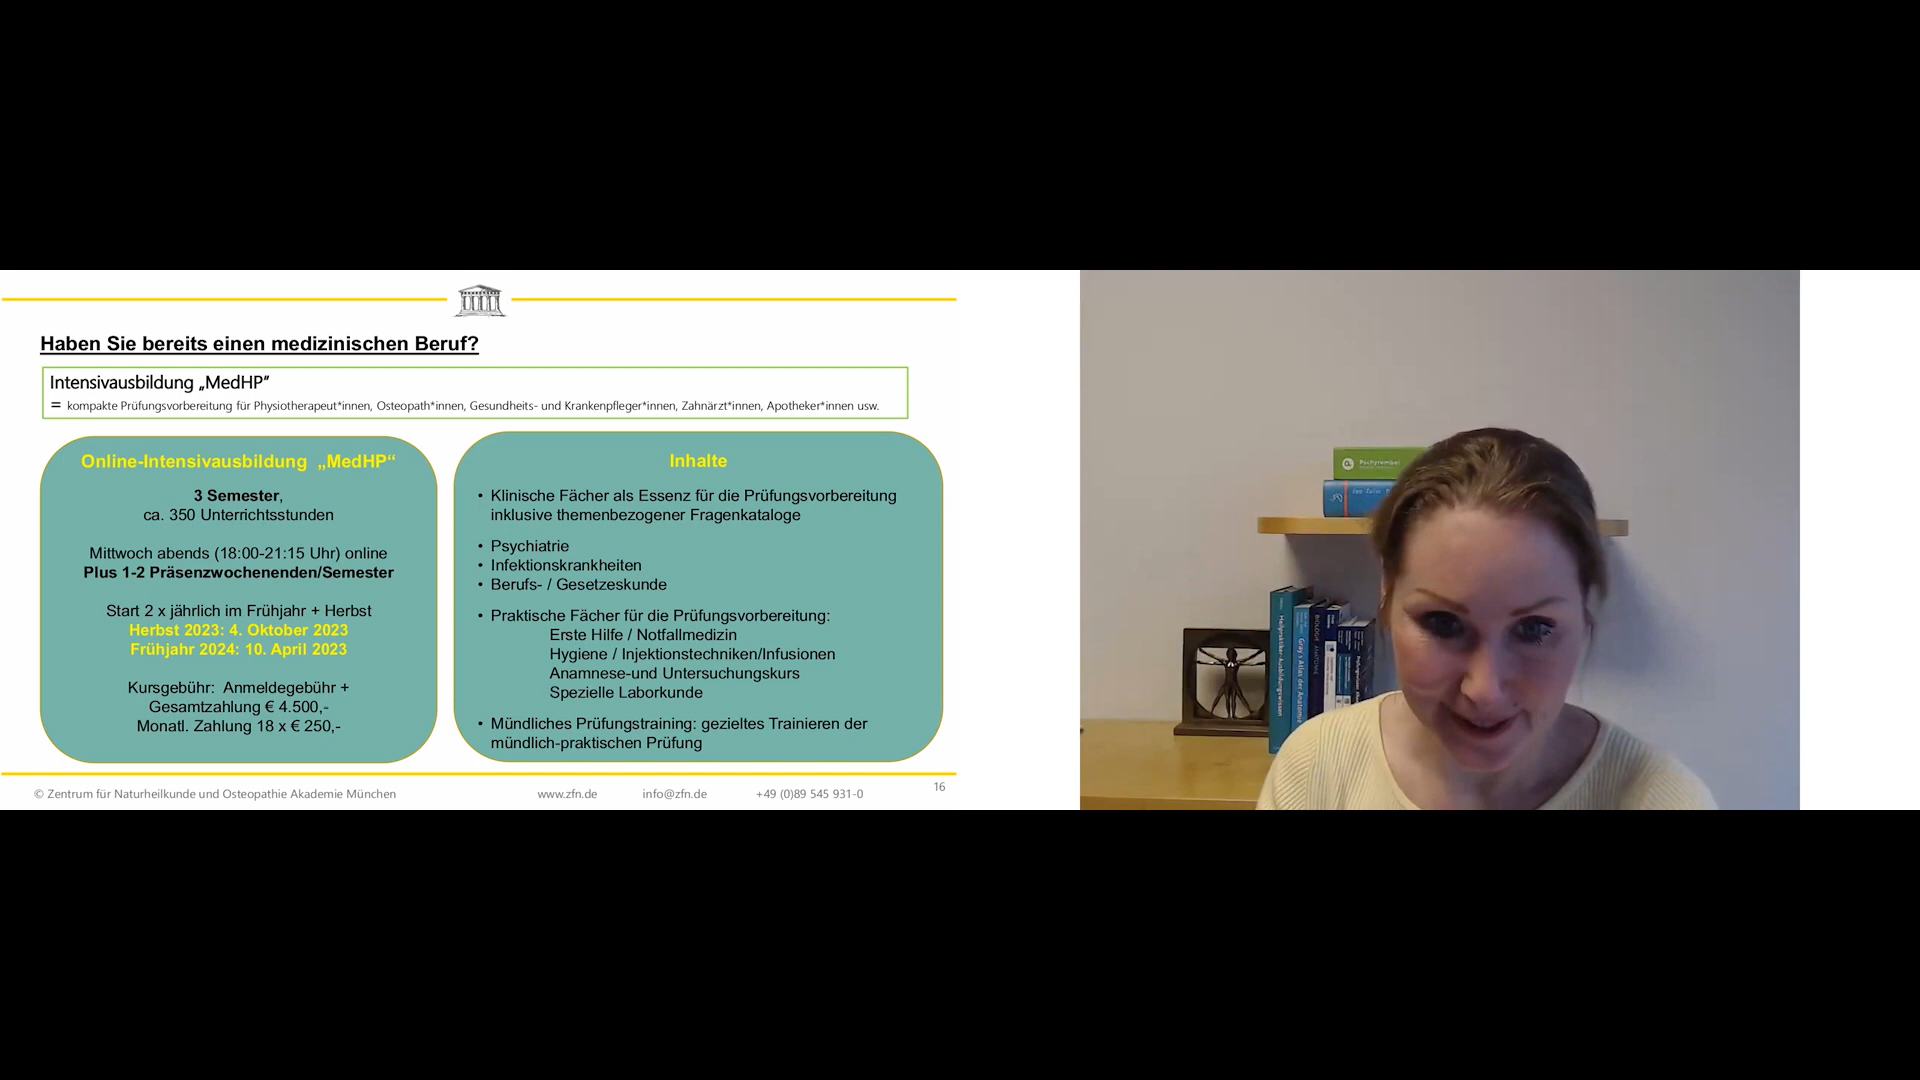 Haben Sie bereits einen medizinischen Beruf?
Intensivausbildung „MedHP"
= kompakte Prüfungsvorbereitung für Physiotherapeut*innen, Osteopath*innen, Gesundheits- und Krankenpfleger*innen, Zahnärzt*innen, Apotheker*innen usw.
Online-Intensivausbildung „MedHP“
3 Semester,
ca. 350 Unterrichtsstunden
Mittwoch abends (18:00-21:15 Uhr) online
Plus 1-2 Präsenzwochenenden/Semester
Start 2 x jährlich im Frühjahr + Herbst
Herbst 2023: 4. Oktober 2023
Frühjahr 2024: 10. April 2023
Kursgebühr: Anmeldegebühr +
Gesamtzahlung € 4.500,-
Monatl. Zahlung 18 x € 250,-
Inhalte
• Klinische Fächer als Essenz für die Prüfungsvorbereitung
inklusive themenbezogener Fragenkataloge
• Psychiatrie
• Infektionskrankheiten
• Berufs- / Gesetzeskunde
• Praktische Fächer für die Prüfungsvorbereitung:
Erste Hilfe / Notfallmedizin
Hygiene / Injektionstechniken/Infusionen
Anamnese-und Untersuchungskurs
Spezielle Laborkunde
• Mündliches Prüfungstraining: gezieltes Trainieren der
mündlich-praktischen Prüfung
© Zentrum für Naturheilkunde und Osteopathie Akademie München
www.zfn.de
info@zfn.de
+49 (0)89 545 931-0
16
Pschyrembel
Heilpraktiker-Ausbildungswissen
Gray's Atlas der Anatomie